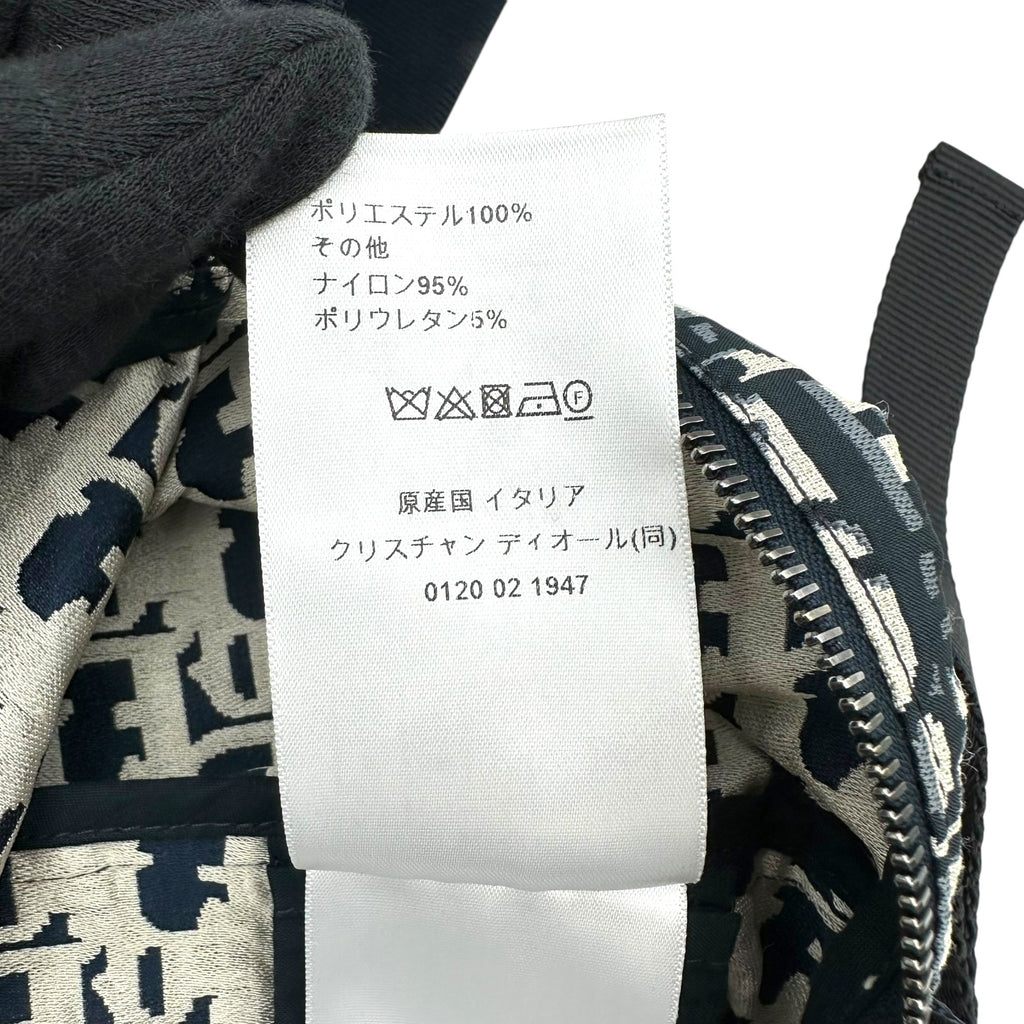 ポリエステル100%
その他
ナイロン95%
ポリウレタン5%
F
原産国 イタリア
クリスチャン ディオール(同)
0120 02 1947